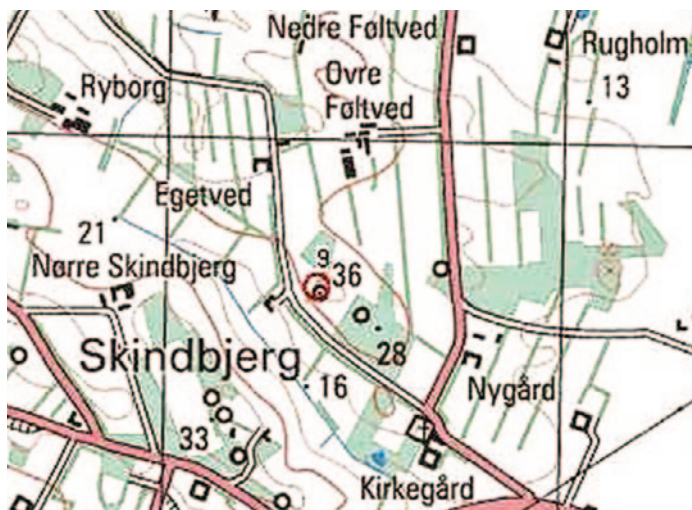 Nedre Føltved
Rugholm
Ryborg
Øvre
Føltved
13
Egetved
21
9
36
Nørre Skindbjerg
Skindbjerg
28
16
Nygård
33
Kirkegård